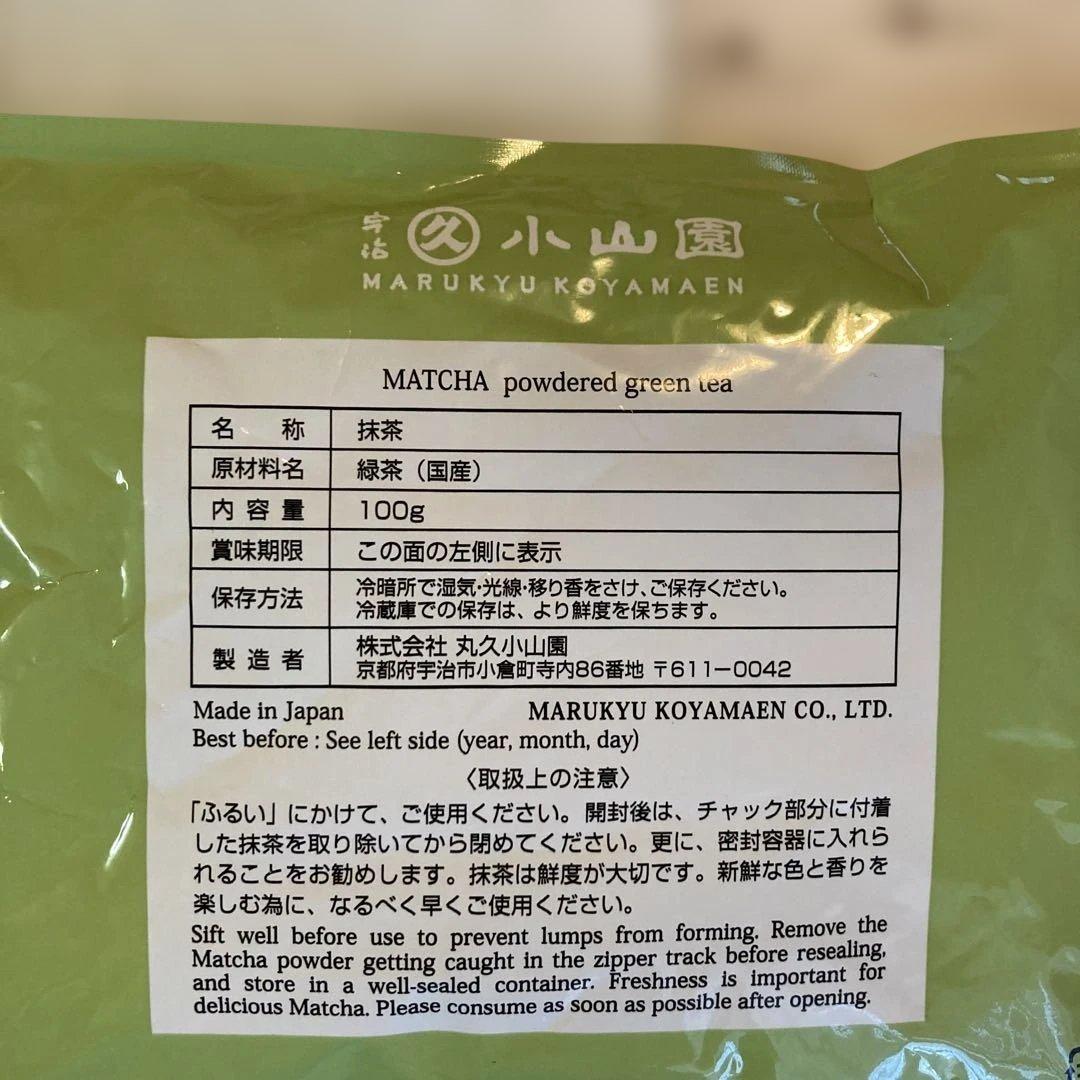 宇治 久 小山園
MARUKYU KOYAMAEN
MATCHA powdered green tea
名 称 抹茶
原材料名 緑茶（国産）
内容量 100g
賞味期限 この面の左側に表示
保存方法 冷暗所で湿気・光線・移り香をさけ、ご保存ください。
冷蔵庫での保存は、より鮮度を保ちます。
製造者 株式会社 丸久小山園
京都府宇治市小倉町寺内86番地 〒611－0042
Made in Japan MARUKYU KOYAMAEN CO., LTD.
Best before : See left side (year, month, day)
〈取扱上の注意〉
「ふるい」にかけて、ご使用ください。開封後は、チャック部分に付着
した抹茶を取り除いてから閉めてください。更に、密封容器に入れら
れることをお勧めします。抹茶は鮮度が大切です。新鮮な色と香りを
楽しむ為に、なるべく早くご使用ください。
Sift well before use to prevent lumps from forming. Remove the
Matcha powder getting caught in the zipper track before resealing,
and store in a well-sealed container. Freshness is important for
delicious Matcha. Please consume as soon as possible after opening.